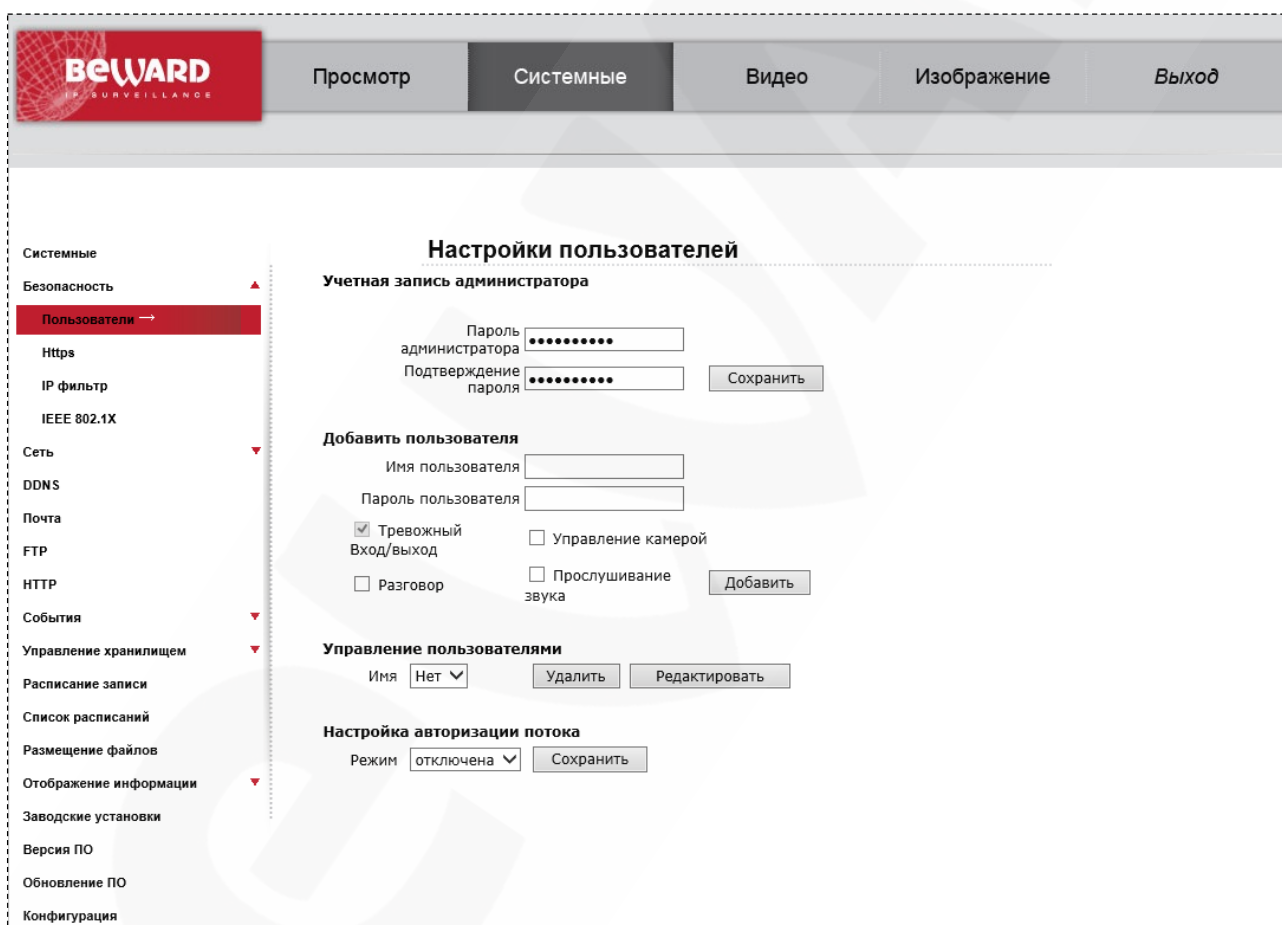 BEWARD
IP SURVEILLANCE
Просмотр
Системные
Видео
Изображение
Выход
Системные
Безопасность
Пользователи →
Https
IP фильтр
IEEE 802.1X
Сеть
DDNS
Почта
FTP
HTTP
События
Управление хранилищем
Расписание записи
Список расписаний
Размещение файлов
Отображение информации
Заводские установки
Версия ПО
Обновление ПО
Конфигурация
Настройки пользователей
Учетная запись администратора
Пароль
администратора ••••••••••
Подтверждение
пароля •••••••••• Сохранить
Добавить пользователя
Имя пользователя
Пароль пользователя
Тревожный
Вход/выход
Управление камерой
Разговор
Прослушивание
звука
Добавить
Управление пользователями
Имя Нет Удалить Редактировать
Настройка авторизации потока
Режим отключена Сохранить